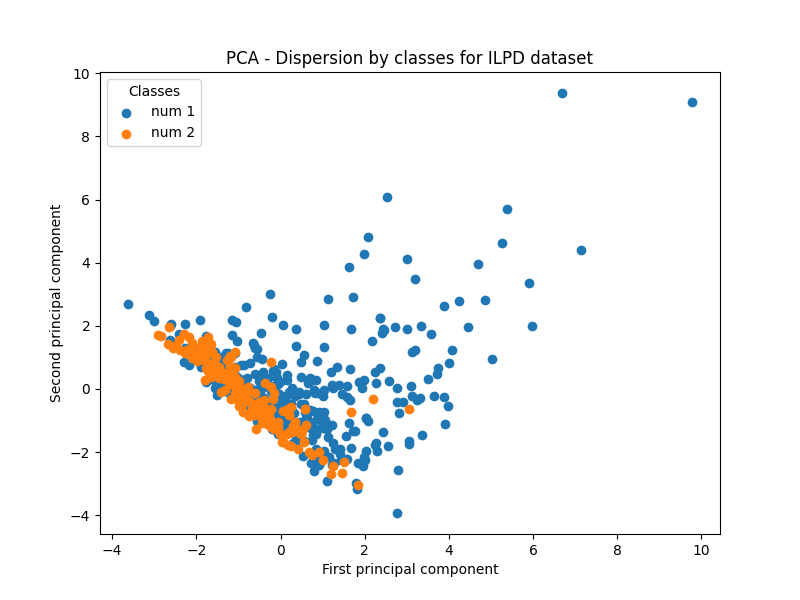 PCA - Dispersion by classes for ILPD dataset
Classes
num 1
num 2
Second principal component
10
8
6
4
2
0
−2
−4
−4
−2
0
2
4
6
8
10
First principal component